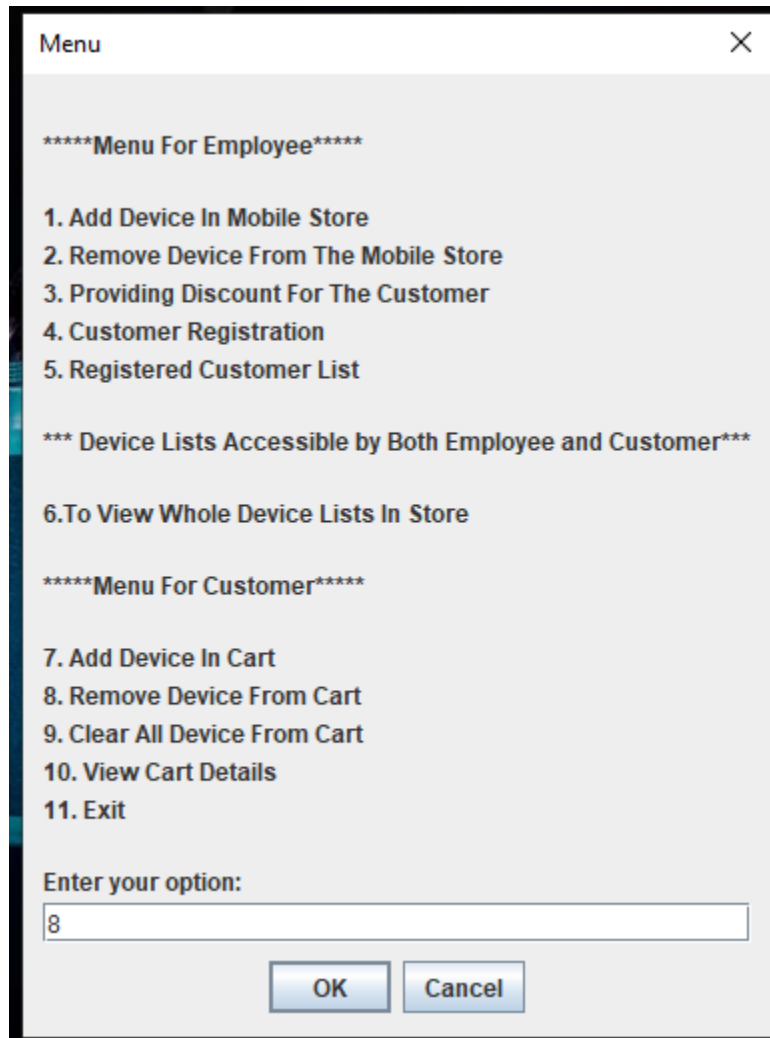 Menu
*****Menu For Employee*****
1. Add Device In Mobile Store
2. Remove Device From The Mobile Store
3. Providing Discount For The Customer
4. Customer Registration
5. Registered Customer List
*** Device Lists Accessible by Both Employee and Customer***
6.To View Whole Device Lists In Store
*****Menu For Customer*****
7. Add Device In Cart
8. Remove Device From Cart
9. Clear All Device From Cart
10. View Cart Details
11. Exit
Enter your option:
8
OK Cancel